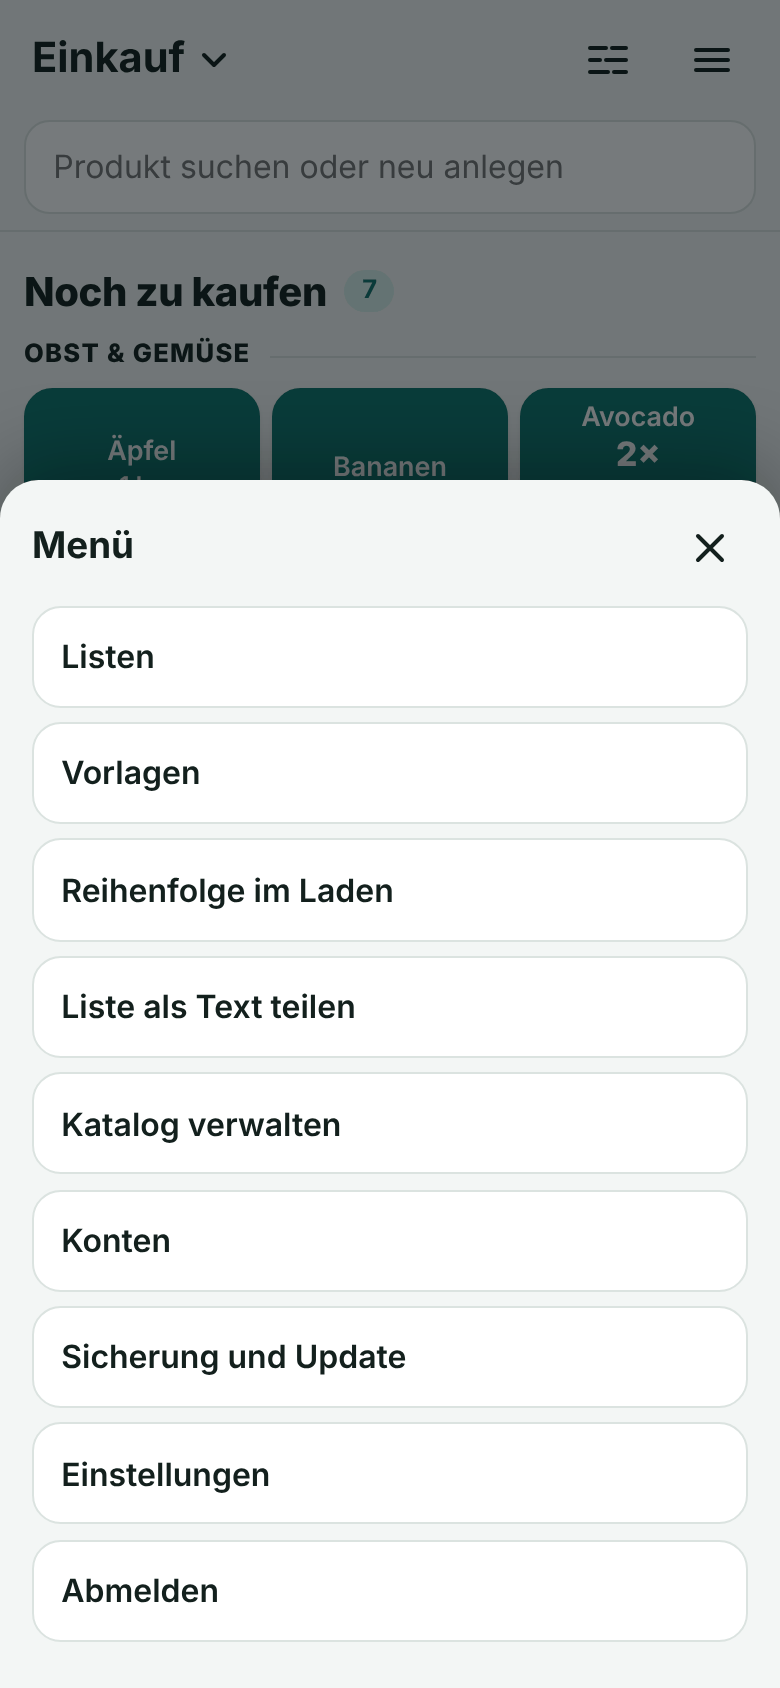 Einkauf
Produkt suchen oder neu anlegen
Noch zu kaufen 7
OBST & GEMÜSE
Äpfel
Bananen
Avocado
2×
Menü
Listen
Vorlagen
Reihenfolge im Laden
Liste als Text teilen
Katalog verwalten
Konten
Sicherung und Update
Einstellungen
Abmelden